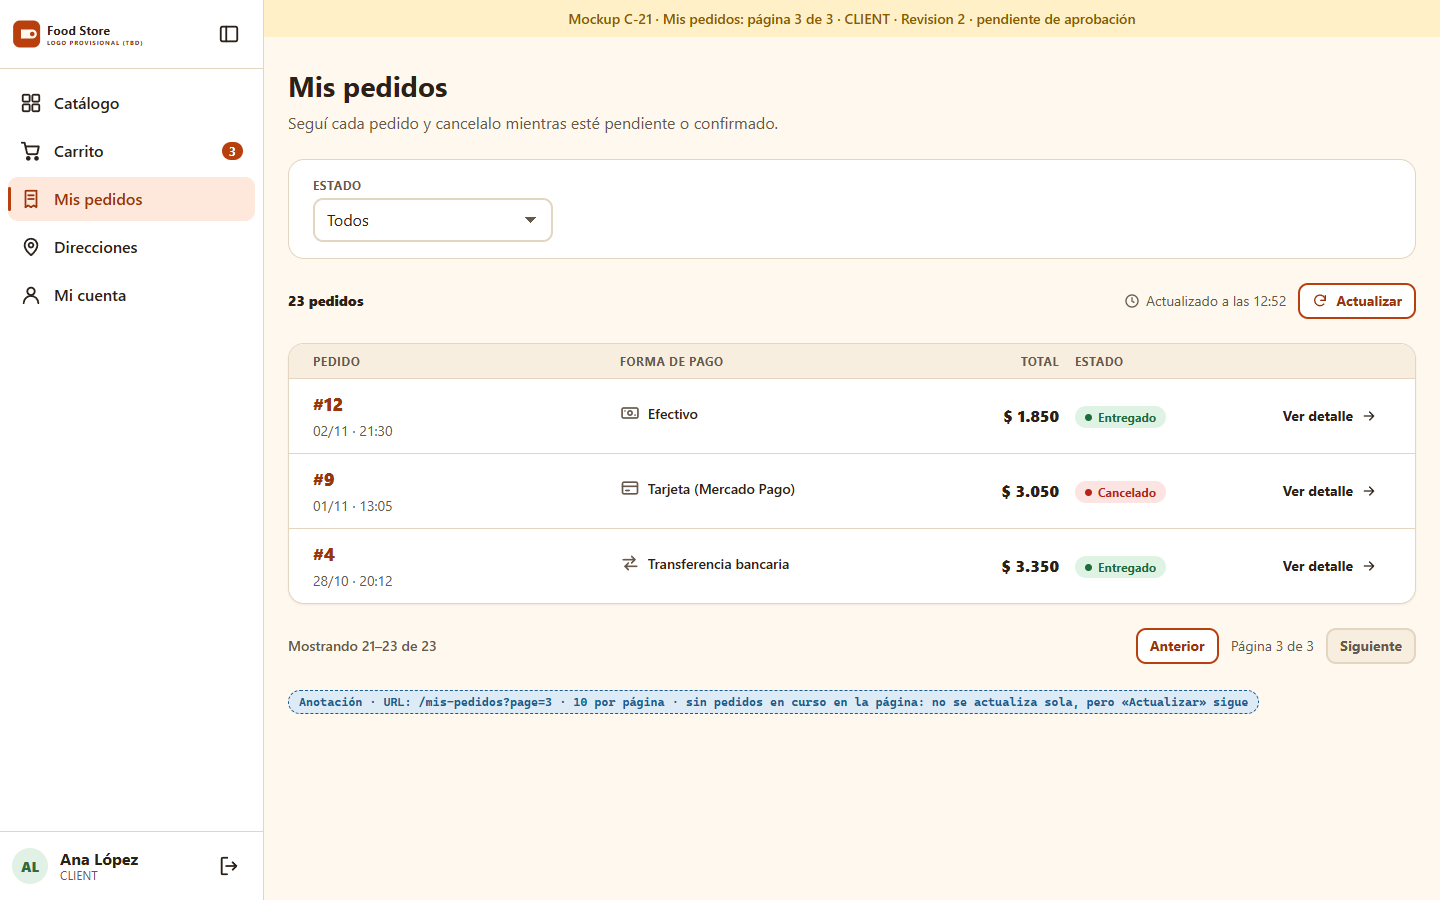 Food Store
LOGO PROVISIONAL (TBD)
Catálogo
Carrito 3
Mis pedidos
Direcciones
Mi cuenta
AL
Ana López
CLIENT
Mockup C-21 · Mis pedidos: página 3 de 3 · CLIENT · Revision 2 · pendiente de aprobación
Mis pedidos
Seguí cada pedido y cancelalo mientras esté pendiente o confirmado.
ESTADO
Todos
23 pedidos
Actualizado a las 12:52
Actualizar
PEDIDO FORMA DE PAGO TOTAL ESTADO
#12
02/11 · 21:30
Efectivo
$ 1.850
Entregado
Ver detalle →
#9
01/11 · 13:05
Tarjeta (Mercado Pago)
$ 3.050
Cancelado
Ver detalle →
#4
28/10 · 20:12
Transferencia bancaria
$ 3.350
Entregado
Ver detalle →
Mostrando 21–23 de 23
Anterior
Página 3 de 3
Siguiente
Anotación · URL: /mis-pedidos?page=3 · 10 por página · sin pedidos en curso en la página: no se actualiza sola, pero «Actualizar» sigue